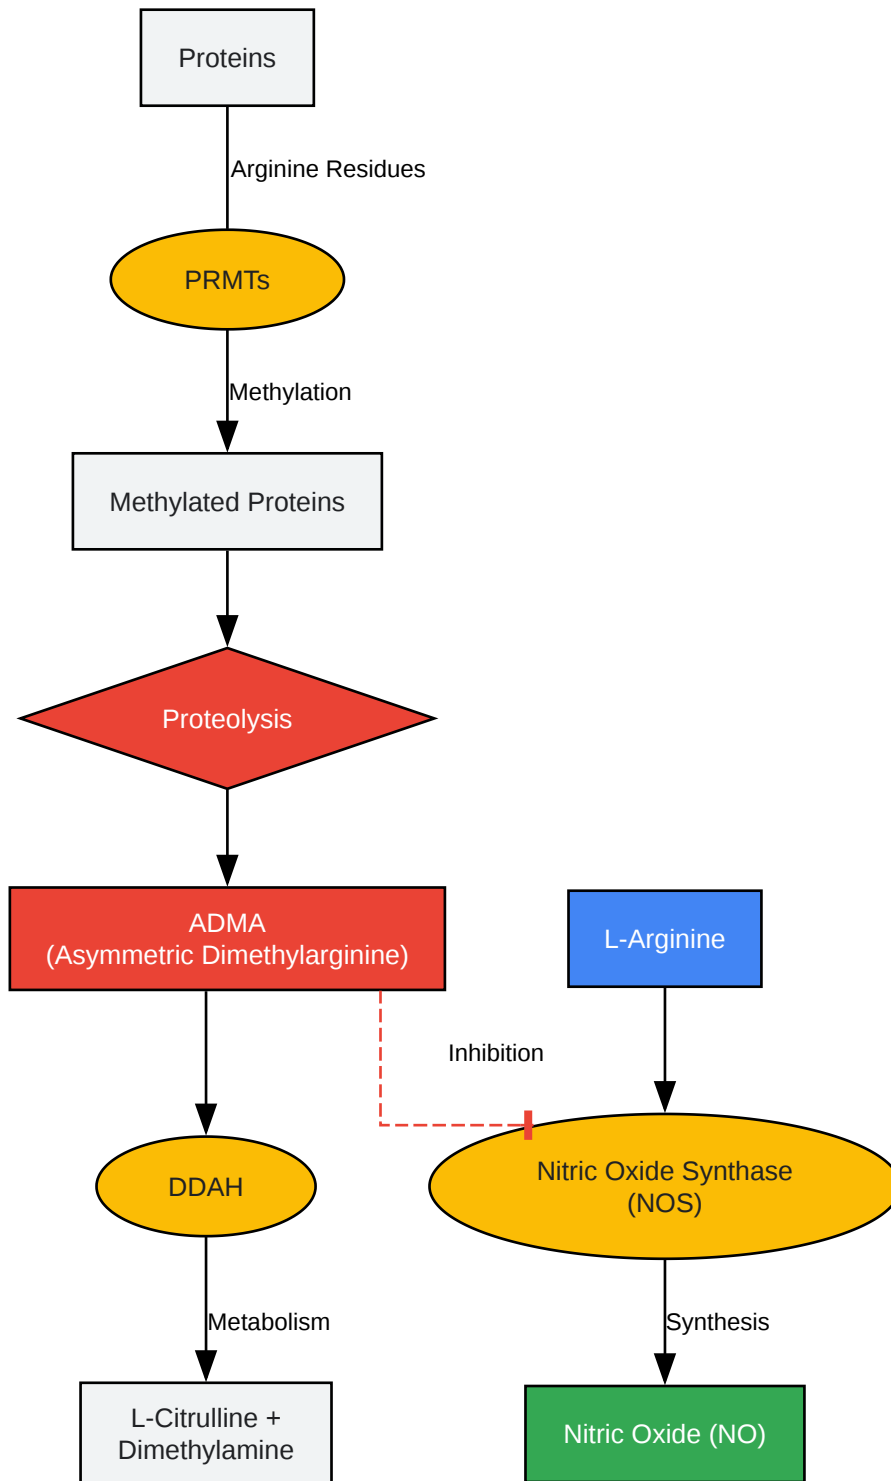 Proteins
Arginine Residues
PRMTs
Methylation
Methylated Proteins
Proteolysis
ADMA
(Asymmetric Dimethylarginine)
L-Arginine
Inhibition
DDAH
Nitric Oxide Synthase
(NOS)
Metabolism
Synthesis
L-Citrulline +
Dimethylamine
Nitric Oxide (NO)